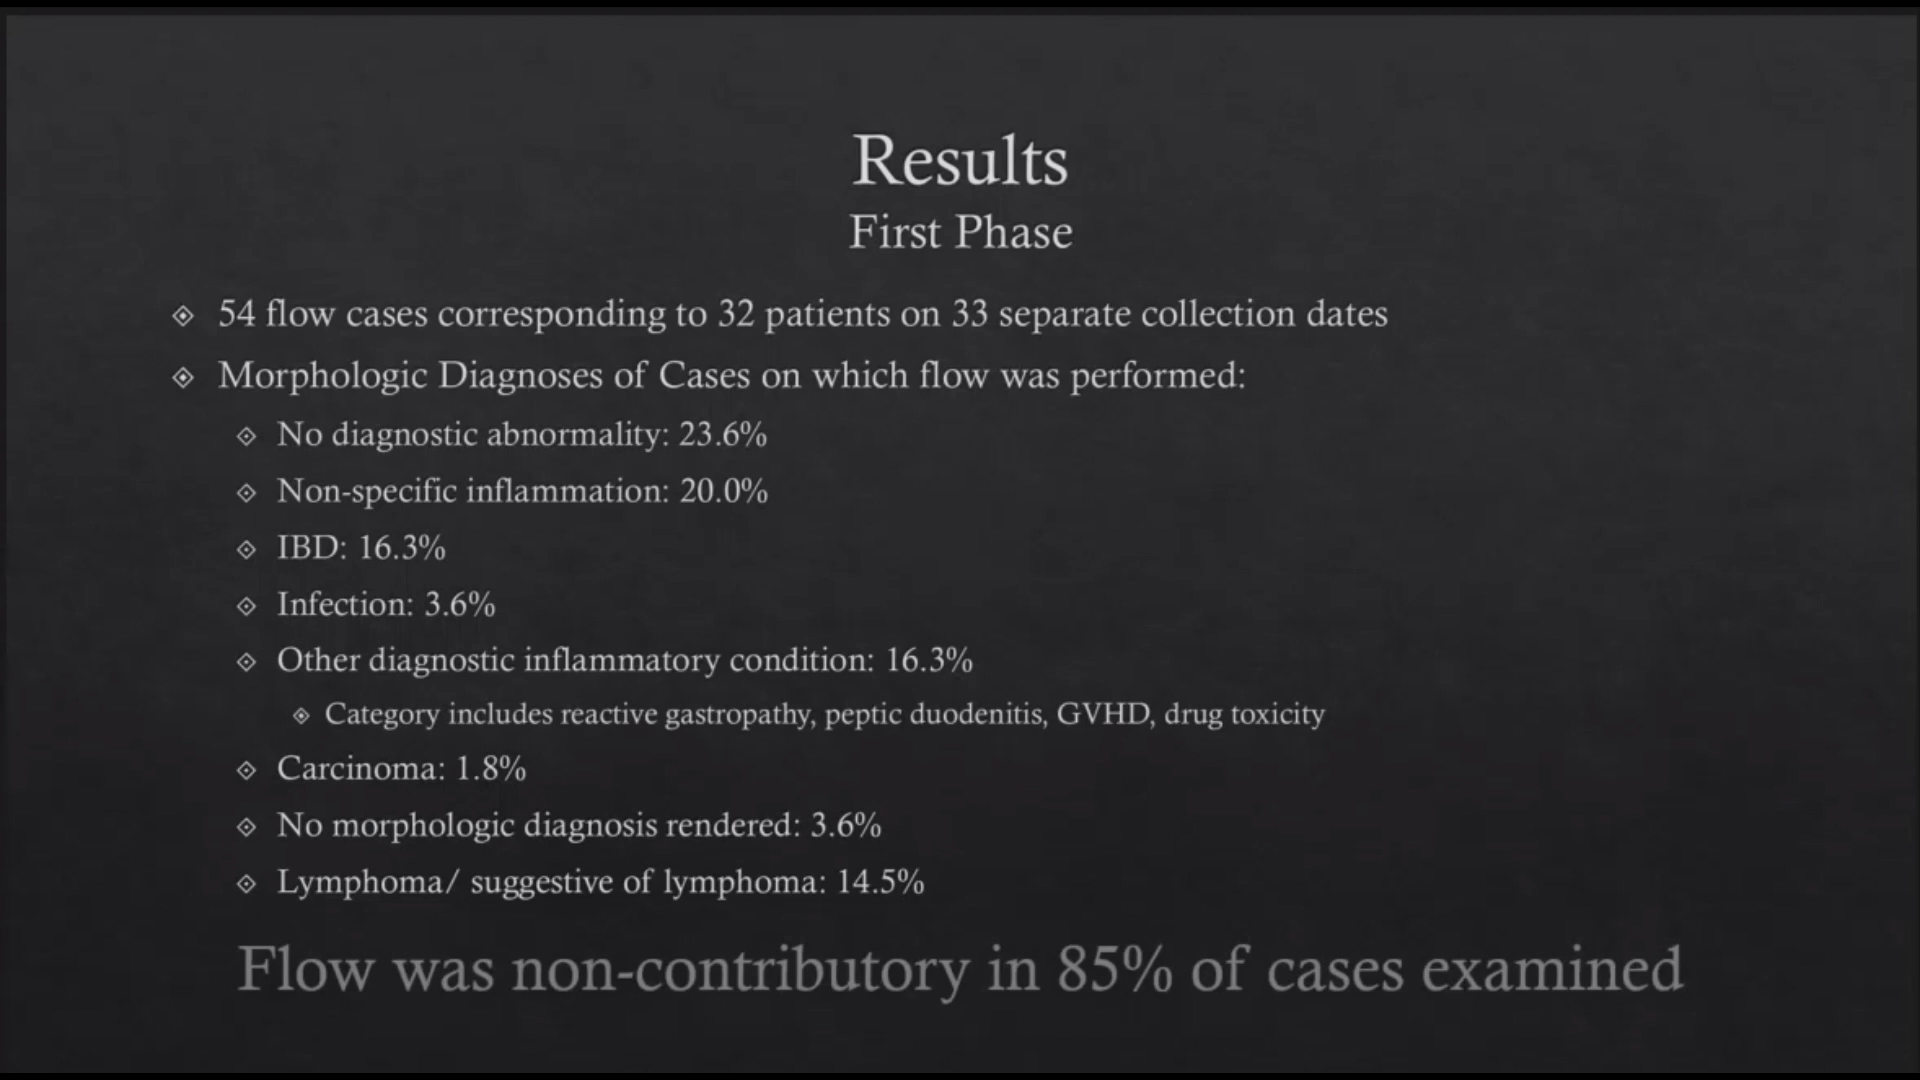 Results
First Phase
54 flow cases corresponding to 32 patients on 33 separate collection dates
Morphologic Diagnoses of Cases on which flow was performed:
No diagnostic abnormality: 23.6%
Non-specific inflammation: 20.0%
IBD: 16.3%
Infection: 3.6%
Other diagnostic inflammatory condition: 16.3%
Category includes reactive gastropathy, peptic duodenitis, GVHD, drug toxicity
Carcinoma: 1.8%
No morphologic diagnosis rendered: 3.6%
Lymphoma/ suggestive of lymphoma: 14.5%
Flow was non-contributory in 85% of cases examined